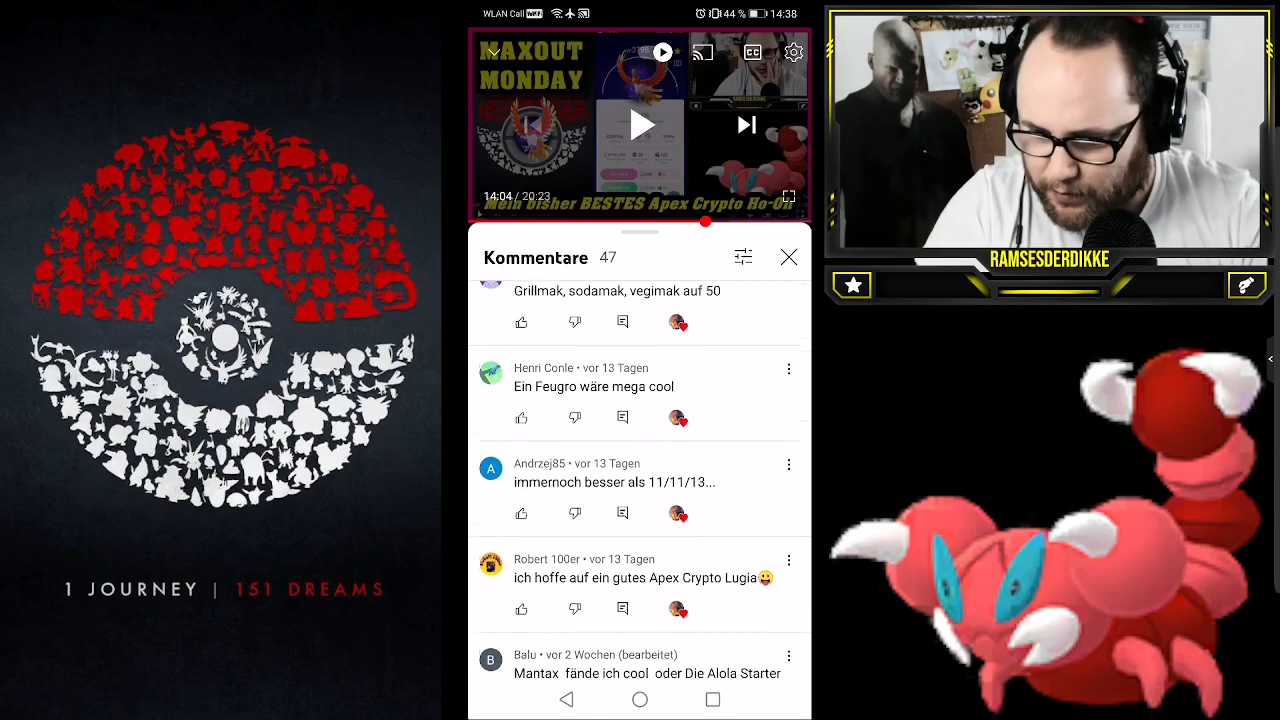 WLAN Call
44 % 14:38
MAXOUT
MONDAY
CC
14:04 / 20:23
Mein bisher BESTES Apex Crypto Ho-Oh
Kommentare 47
Grillmak, sodamak, vegimak auf 50
Henri Conle • vor 13 Tagen
Ein Feugro wäre mega cool
A
Andrzej85 • vor 13 Tagen
immernoch besser als 11/11/13...
Robert 100er • vor 13 Tagen
ich hoffe auf ein gutes Apex Crypto Lugia😛
B
Balu • vor 2 Wochen (bearbeitet)
Mantax fände ich cool oder Die Alola Starter
1 JOURNEY | 151 DREAMS
RAMSESDERDIKKE